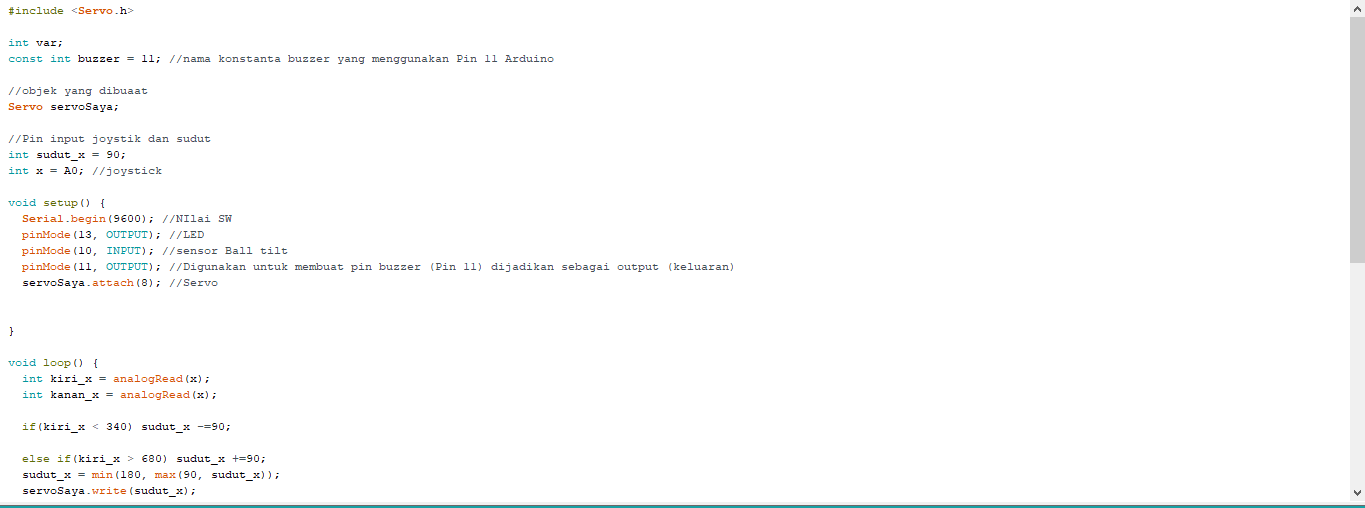 #include <Servo.h>
int var;
const int buzzer = 11; //nama konstanta buzzer yang menggunakan Pin 11 Arduino
//objek yang dibuaat
Servo servoSaya;
//Pin input joystik dan sudut
int sudut_x = 90;
int x = A0; //joystick
void setup() {
  Serial.begin(9600); //NIlai SW
  pinMode(13, OUTPUT); //LED
  pinMode(10, INPUT); //sensor Ball tilt
  pinMode(11, OUTPUT); //Digunakan untuk membuat pin buzzer (Pin 11) dijadikan sebagai output (keluaran)
  servoSaya.attach(8); //Servo
}
void loop() {
  int kiri_x = analogRead(x);
  int kanan_x = analogRead(x);
  if(kiri_x < 340) sudut_x -=90;
  else if(kiri_x > 680) sudut_x +=90;
  sudut_x = min(180, max(90, sudut_x));
  servoSaya.write(sudut_x);